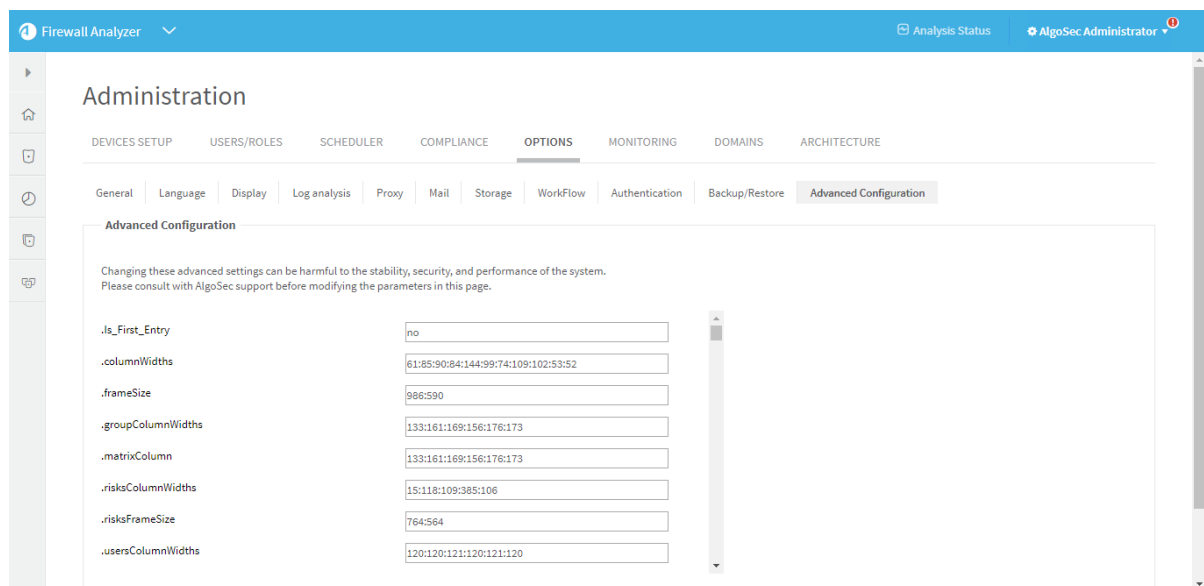 Firewall Analyzer
Analysis Status
AlgoSec Administrator
Administration
DEVICES SETUP USERS/ROLES SCHEDULER COMPLIANCE OPTIONS MONITORING DOMAINS ARCHITECTURE
General Language Display Log analysis Proxy Mail Storage WorkFlow Authentication Backup/Restore Advanced Configuration
Advanced Configuration
Changing these advanced settings can be harmful to the stability, security, and performance of the system.
Please consult with AlgoSec support before modifying the parameters in this page.
.Is_First_Entry no
.columnWidths 61:85:90:84:144:99:74:109:102:53:52
.frameSize 986:590
.groupColumnWidths 133:161:169:156:176:173
.matrixColumn 133:161:169:156:176:173
.risksColumnWidths 15:118:109:385:106
.risksFrameSize 764:564
.usersColumnWidths 120:120:121:120:121:120